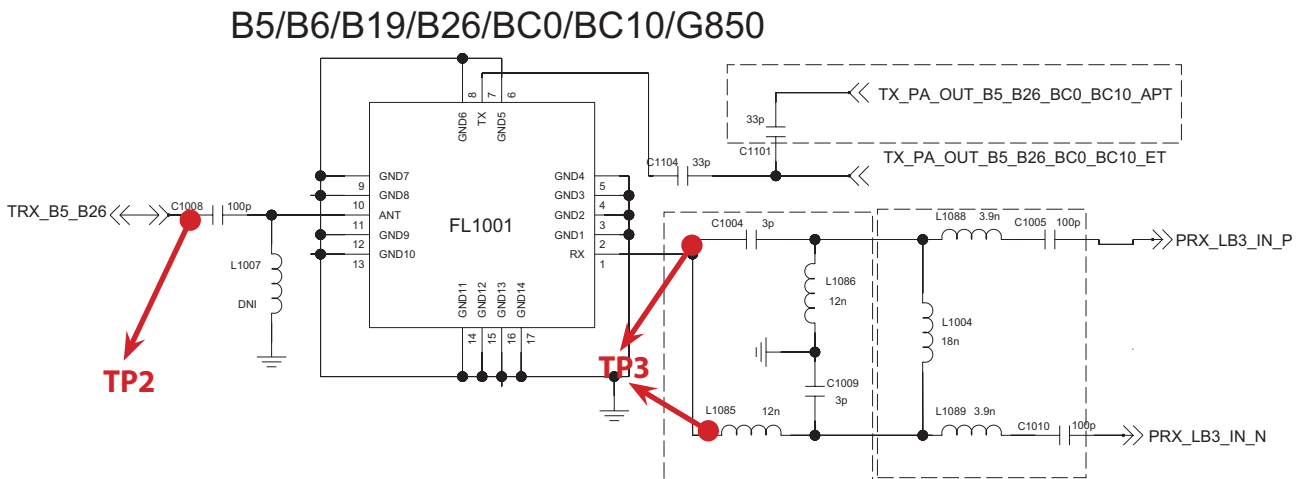 B5/B6/B19/B26/BC0/BC10/G850
8 7 6
GND6 TX GND5
TX_PA_OUT_B5_B26_BC0_BC10_APT
33p
C1101
C1104 33p
TX_PA_OUT_B5_B26_BC0_BC10_ET
GND7 GND4
9 5
GND8 GND3
10 4
TRX_B5_B26 C1008 100p ANT FL1001 GND2
11 3
GND9 GND1
12 2
GND10 RX
13 1
L1007
DNI
GND11 GND12 GND13 GND14
14 15 16 17
C1004 3p
L1088 3.9n C1005 100p
PRX_LB3_IN_P
L1086
12n
L1004
18n
TP2
TP3
C1009
3p
L1085 12n
L1089 3.9n C1010 100p
PRX_LB3_IN_N